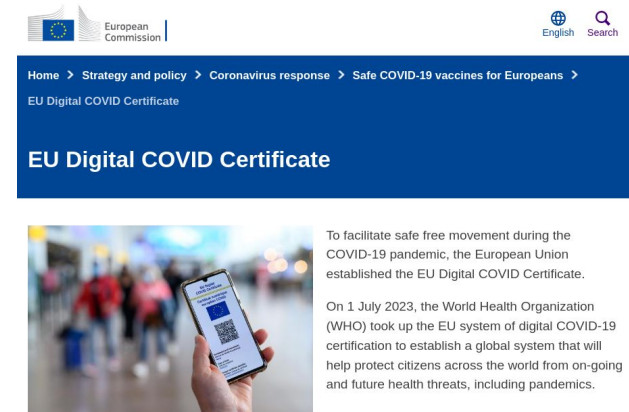 European
Commission
English
Search
Home > Strategy and policy > Coronavirus response > Safe COVID-19 vaccines for Europeans >
EU Digital COVID Certificate
EU Digital COVID Certificate
To facilitate safe free movement during the
COVID-19 pandemic, the European Union
established the EU Digital COVID Certificate.
On 1 July 2023, the World Health Organization
(WHO) took up the EU system of digital COVID-19
certification to establish a global system that will
help protect citizens across the world from on-going
and future health threats, including pandemics.